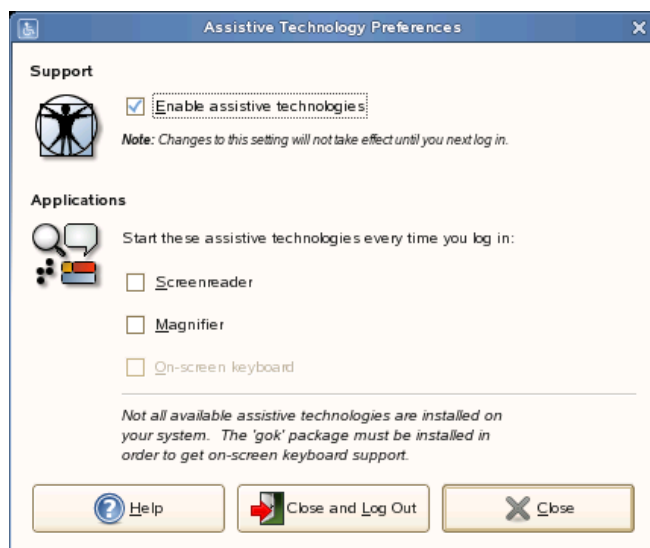 Assistive Technology Preferences
Support
Enable assistive technologies
Note: Changes to this setting will not take effect until you next log in.
Applications
Start these assistive technologies every time you log in:
Screenreader
Magnifier
On-screen keyboard
Not all available assistive technologies are installed on
your system. The 'gok' package must be installed in
order to get on-screen keyboard support.
Help
Close and Log Out
Close